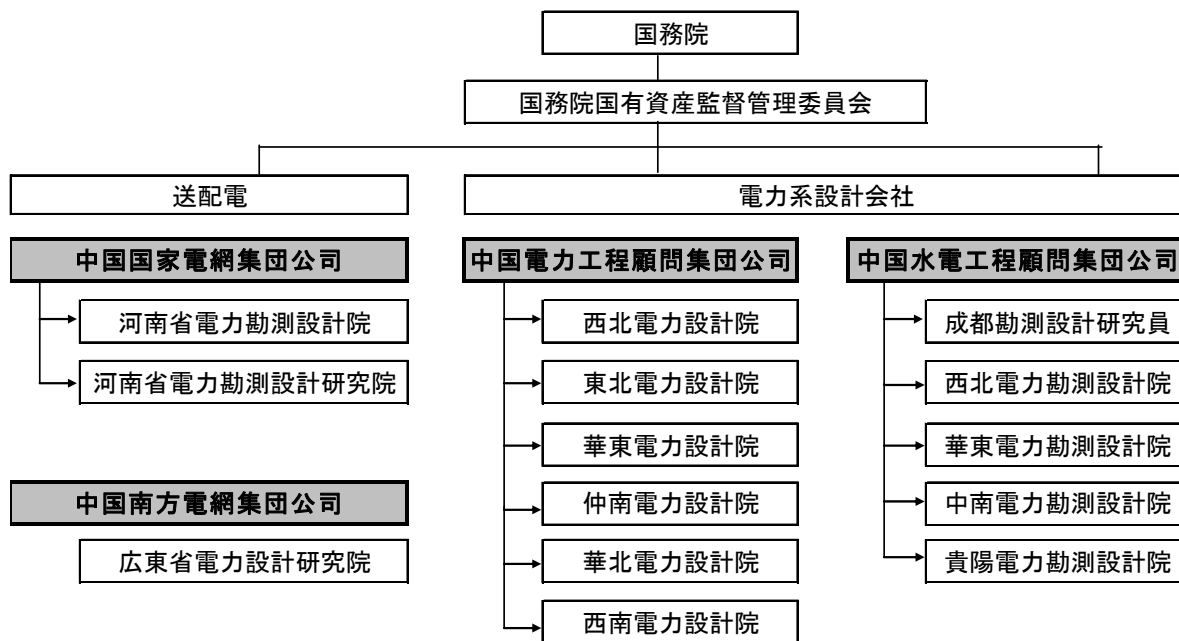 国務院
国務院国有資産監督管理委員会
送配電
電力系設計会社
中国国家電網集団公司
河南省電力勘測設計院
河南省電力勘測設計研究院
中国南方電網集団公司
広東省電力設計研究院
中国電力工程顧問集団公司
西北電力設計院
東北電力設計院
華東電力設計院
仲南電力設計院
華北電力設計院
西南電力設計院
中国水電工程顧問集団公司
成都勘測設計研究員
西北電力勘測設計院
華東電力勘測設計院
中南電力勘測設計院
貴陽電力勘測設計院